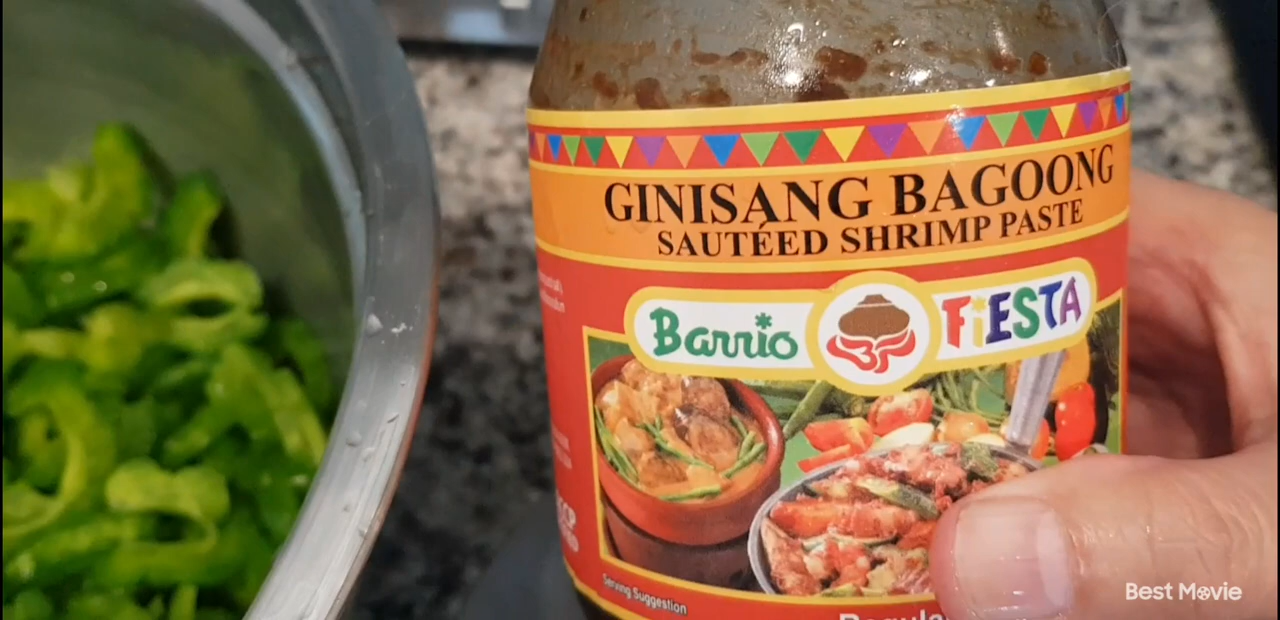 GINISANG BAGOONG
SAUTÉED SHRIMP PASTE
Barrio FiESTA
Serving Suggestion
Best Movie